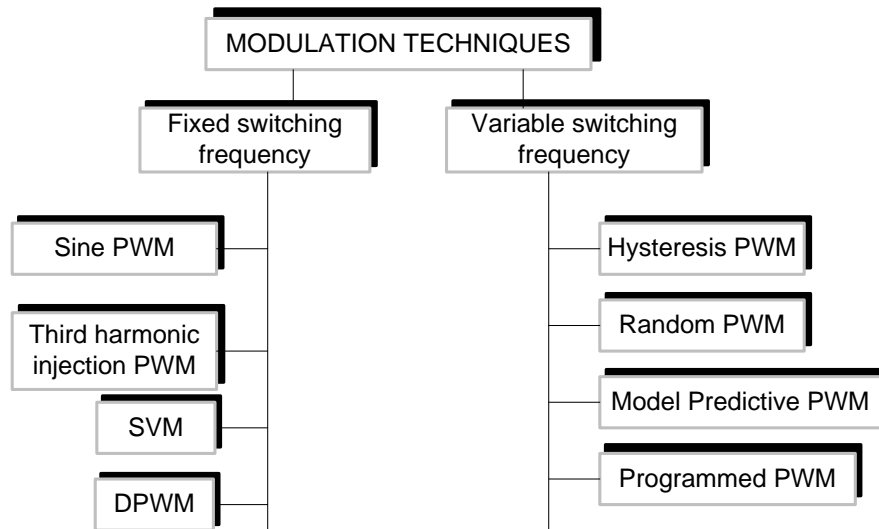 MODULATION TECHNIQUES
Fixed switching
frequency
Variable switching
frequency
Sine PWM
Third harmonic
injection PWM
SVM
DPWM
Hysteresis PWM
Random PWM
Model Predictive PWM
Programmed PWM